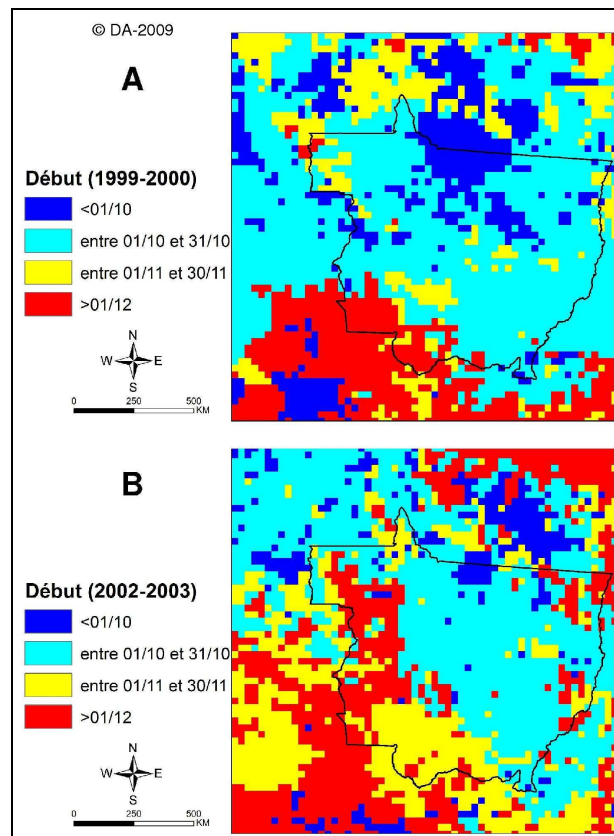 © DA-2009
A
Début (1999-2000)
<01/10
entre 01/10 et 31/10
entre 01/11 et 30/11
>01/12
N
W E
S
0 250 500
KM
B
Début (2002-2003)
<01/10
entre 01/10 et 31/10
entre 01/11 et 30/11
>01/12
N
W E
S
0 250 500
KM